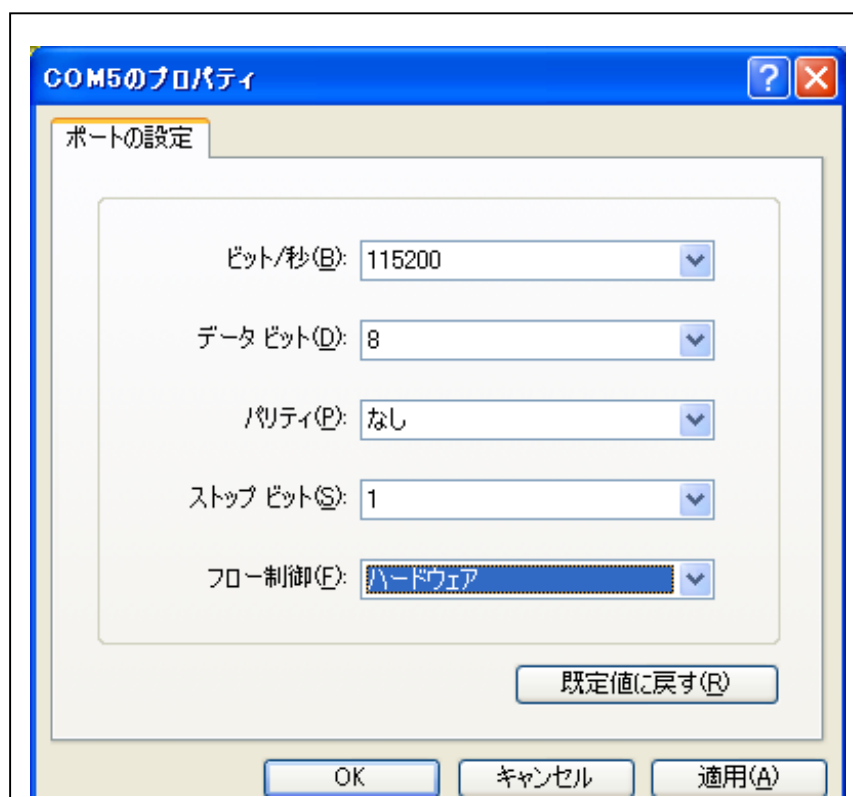 COM5のプロパティ
ポートの設定
ビット/秒(B): 115200
データ ビット(D): 8
パリティ(P): なし
ストップ ビット(S): 1
フロー制御(F): ハードウェア
既定値に戻す(R)
OK キャンセル 適用(A)